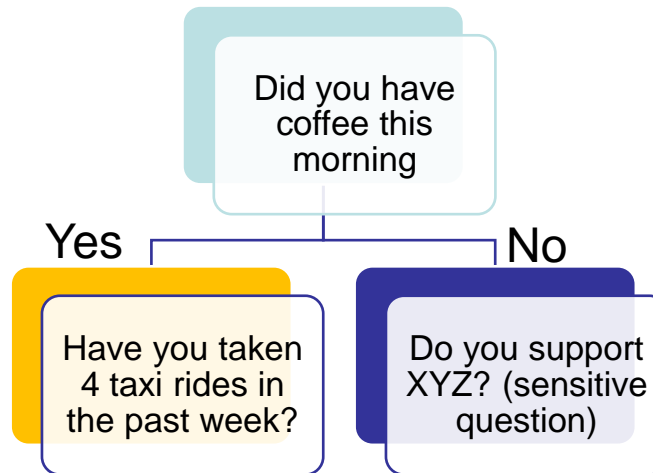 Did you have
coffee this
morning
Yes
No
Have you taken
4 taxi rides in
the past week?
Do you support
XYZ? (sensitive
question)